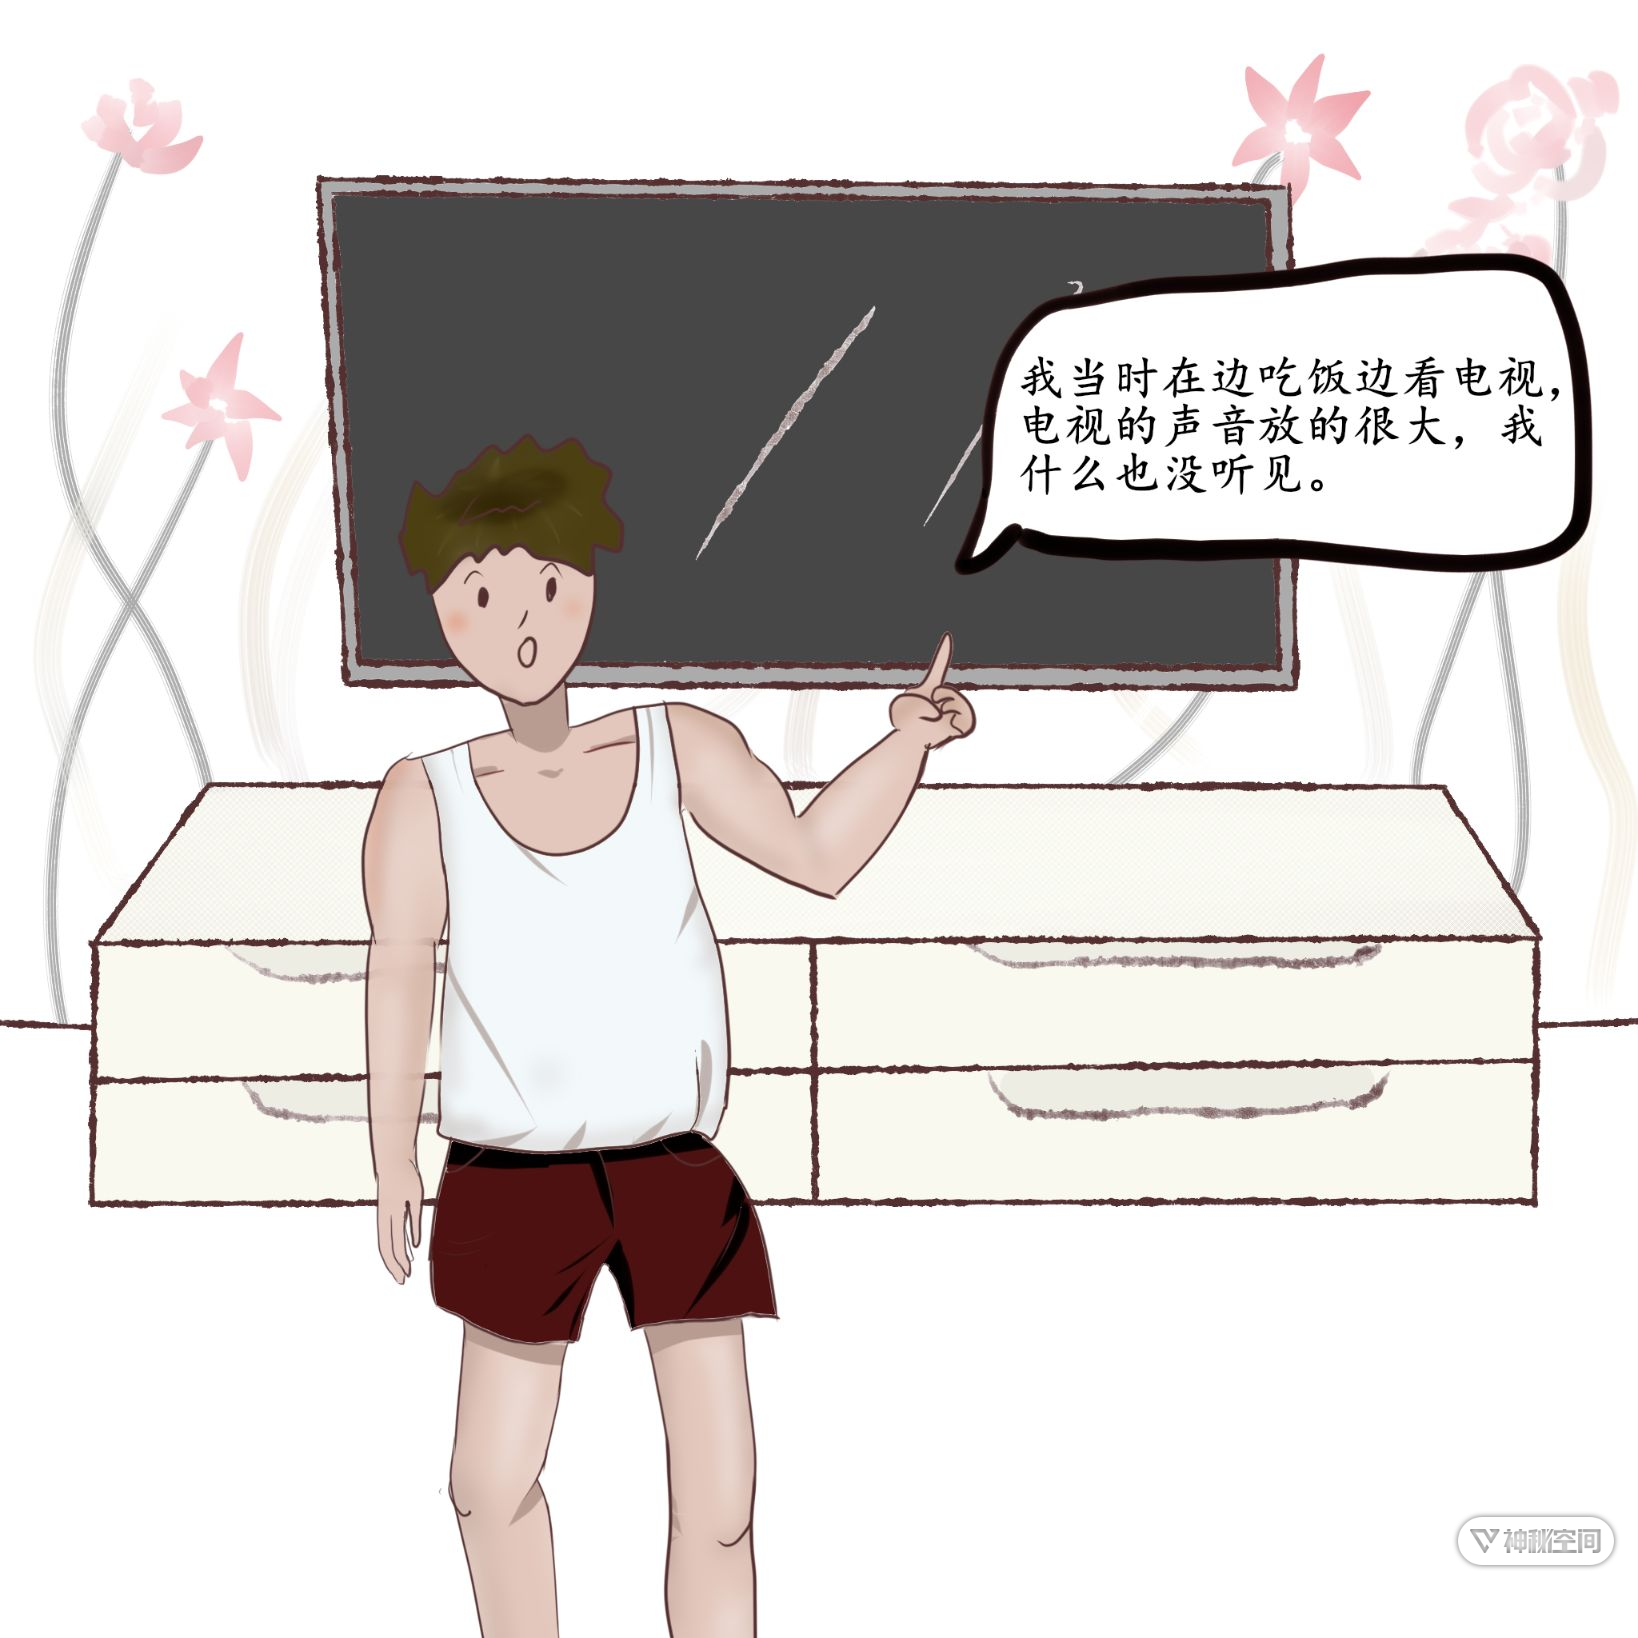 我当时在边吃饭边看电视，
电视的声音放的很大，我
什么也没听见。
神秘空间